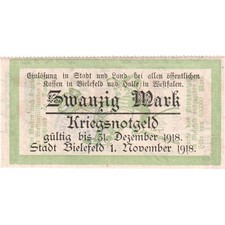 Einlösung in Stadt und Land bei allen öffentlichen
Kassen in Bielefeld und Halle in Westfalen.
Zwanzig Mark
Kriegsnotgeld
gültig bis 31. Dezember 1918.
Stadt Bielefeld 1. November 1918.